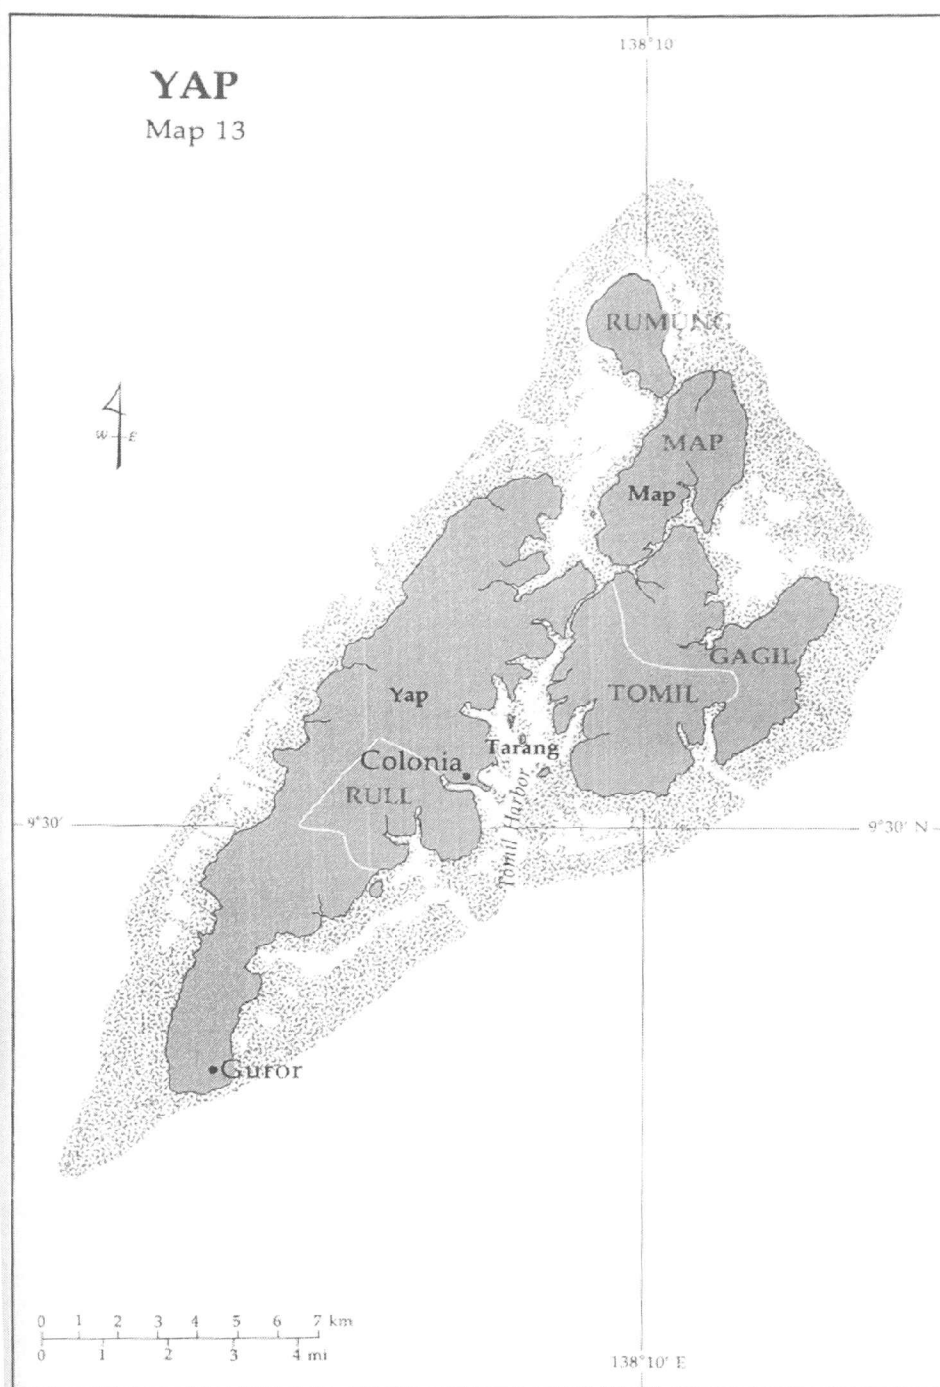 138°10'
YAP
Map 13
RUMUNG
W E
MAP
Map
GAGIL
Yap
TOMIL
Tarang
Colonia
RULL
Tomil Harbor
9°30'
9°30' N
Guror
0 1 2 3 4 5 6 7 km
0 1 2 3 4 mi
138°10' E